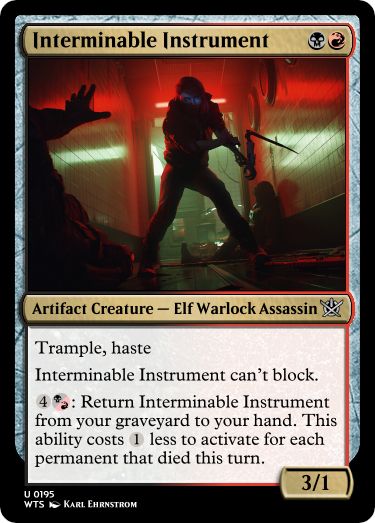 Interminable Instrument
Artifact Creature — Elf Warlock Assassin
Trample, haste
Interminable Instrument can't block.
4: Return Interminable Instrument
from your graveyard to your hand. This
ability costs 1 less to activate for each
permanent that died this turn.
3/1
U 0195
WTS Karl Ehrnstrom